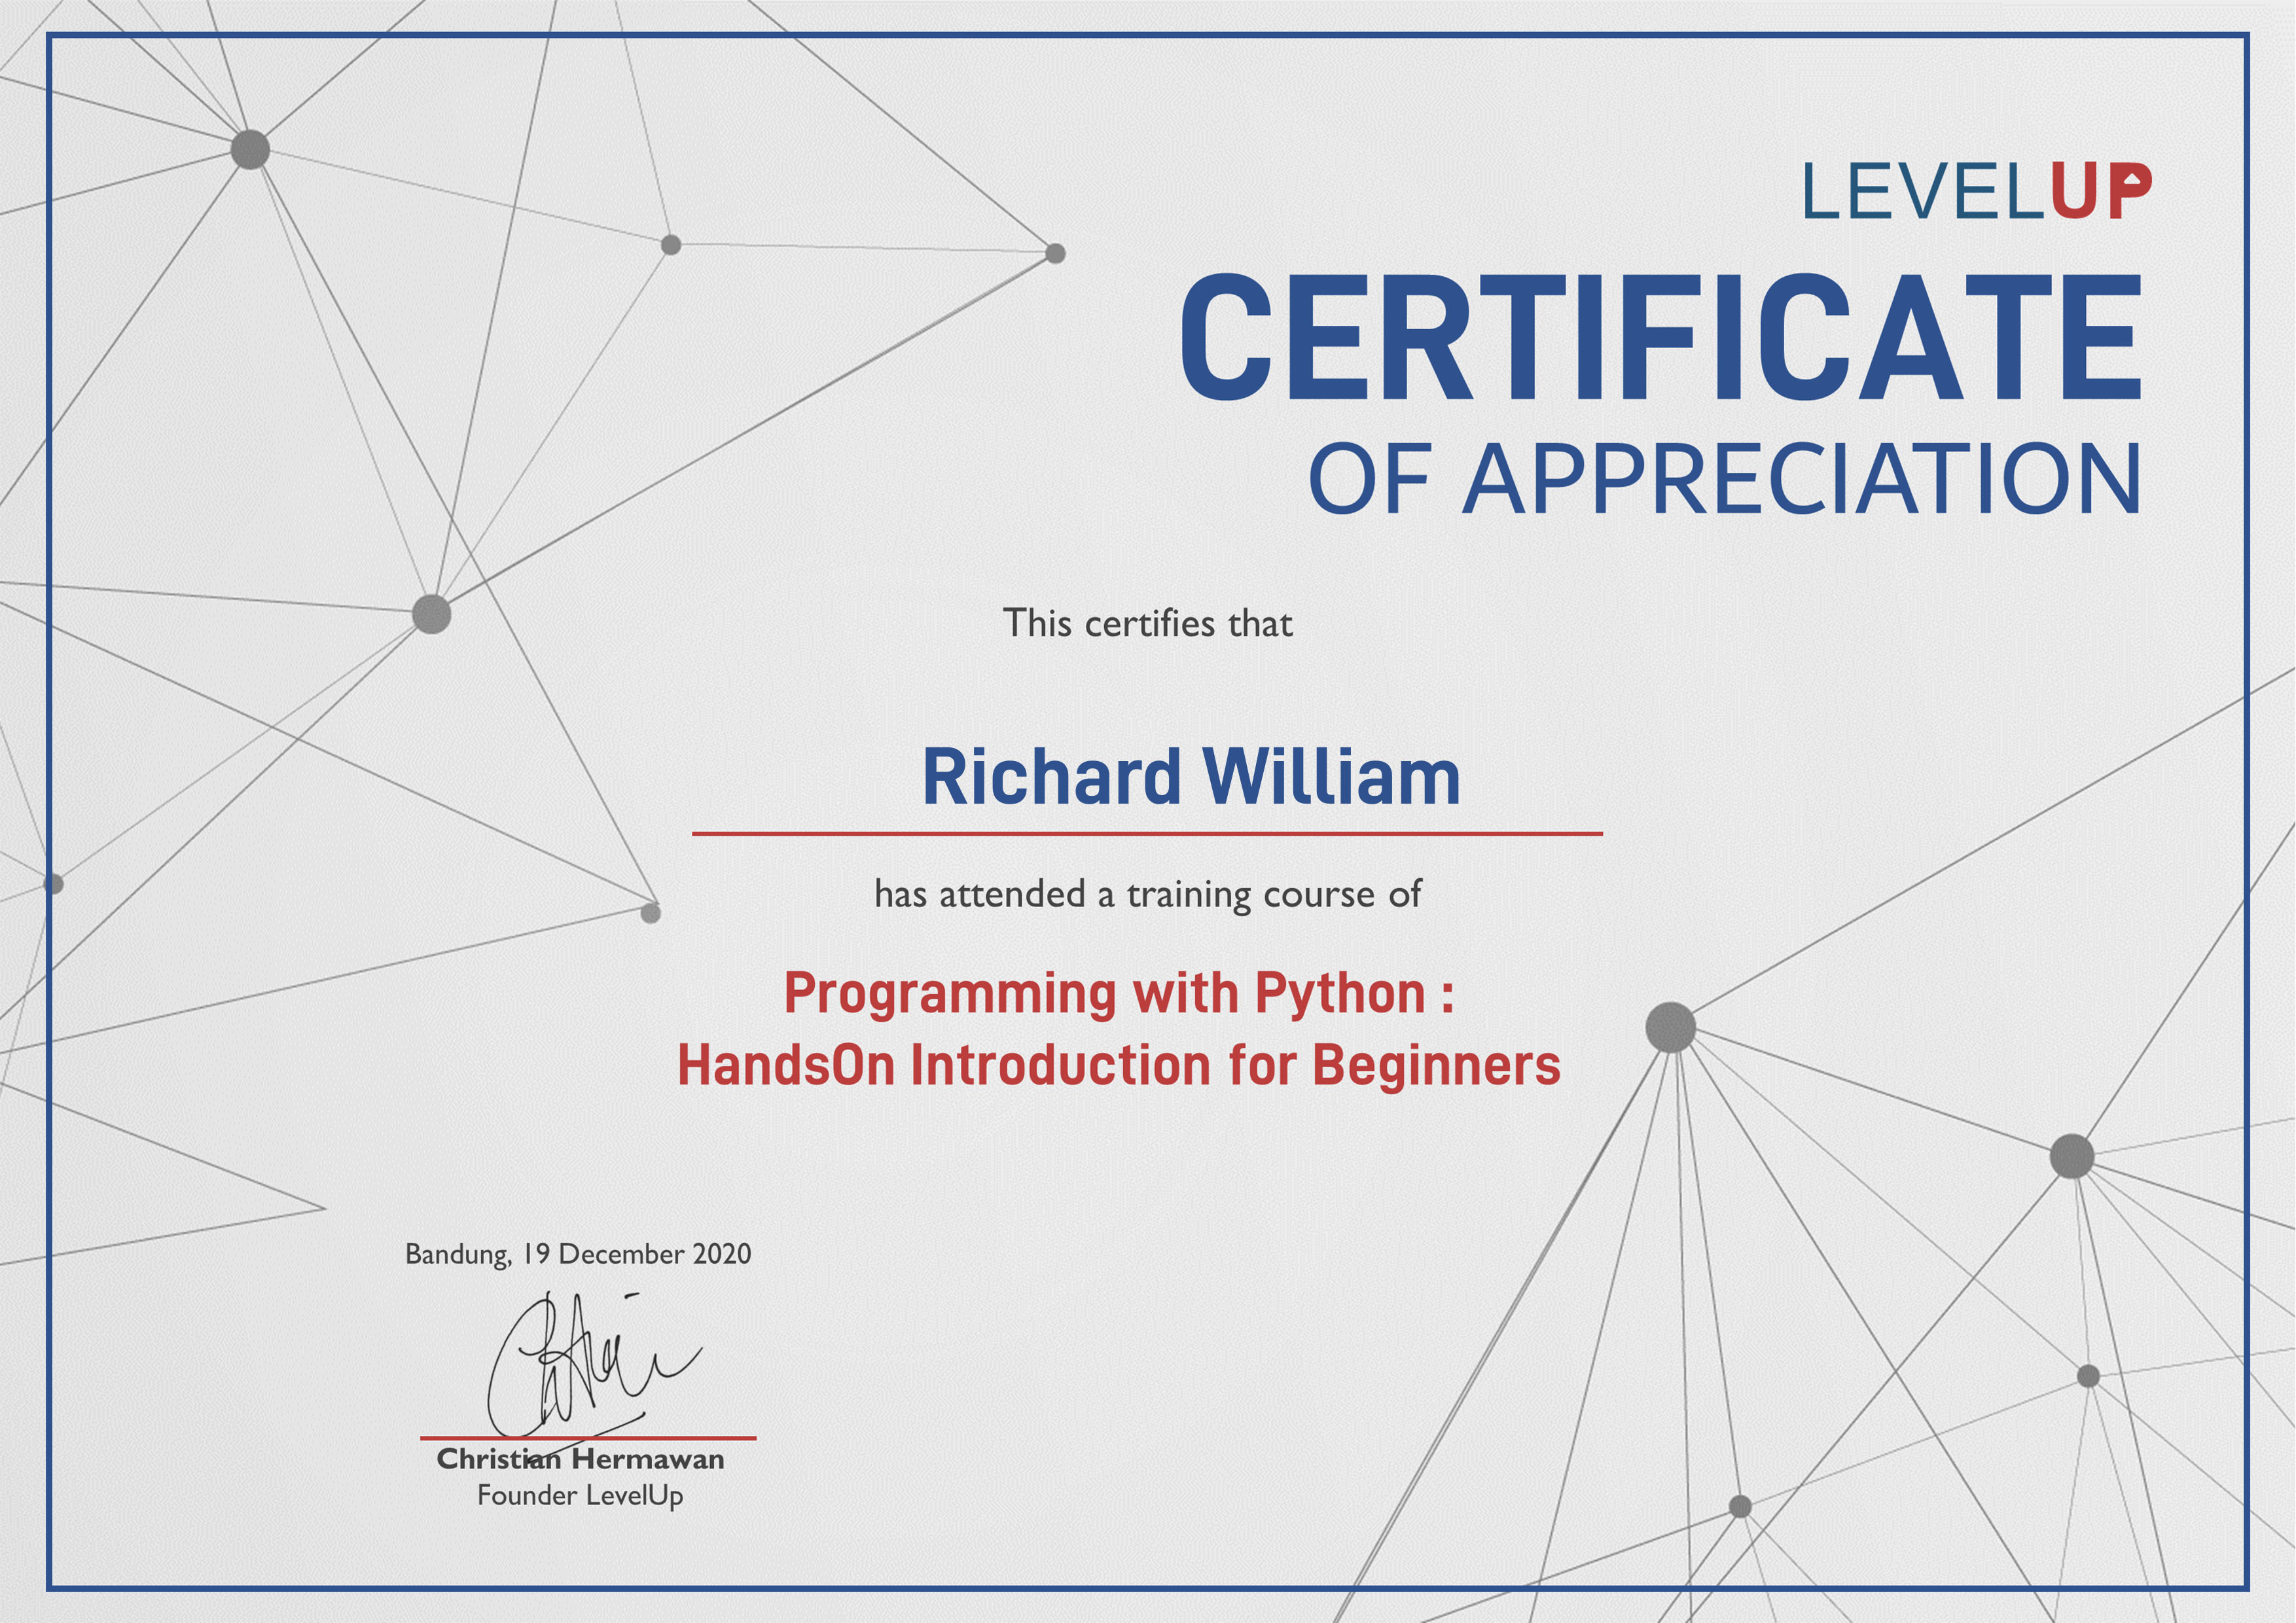 LEVELUP
CERTIFICATE
OF APPRECIATION
This certifies that
Richard William
has attended a training course of
Programming with Python :
HandsOn Introduction for Beginners
Bandung, 19 December 2020
Christian Hermawan
Founder LevelUp